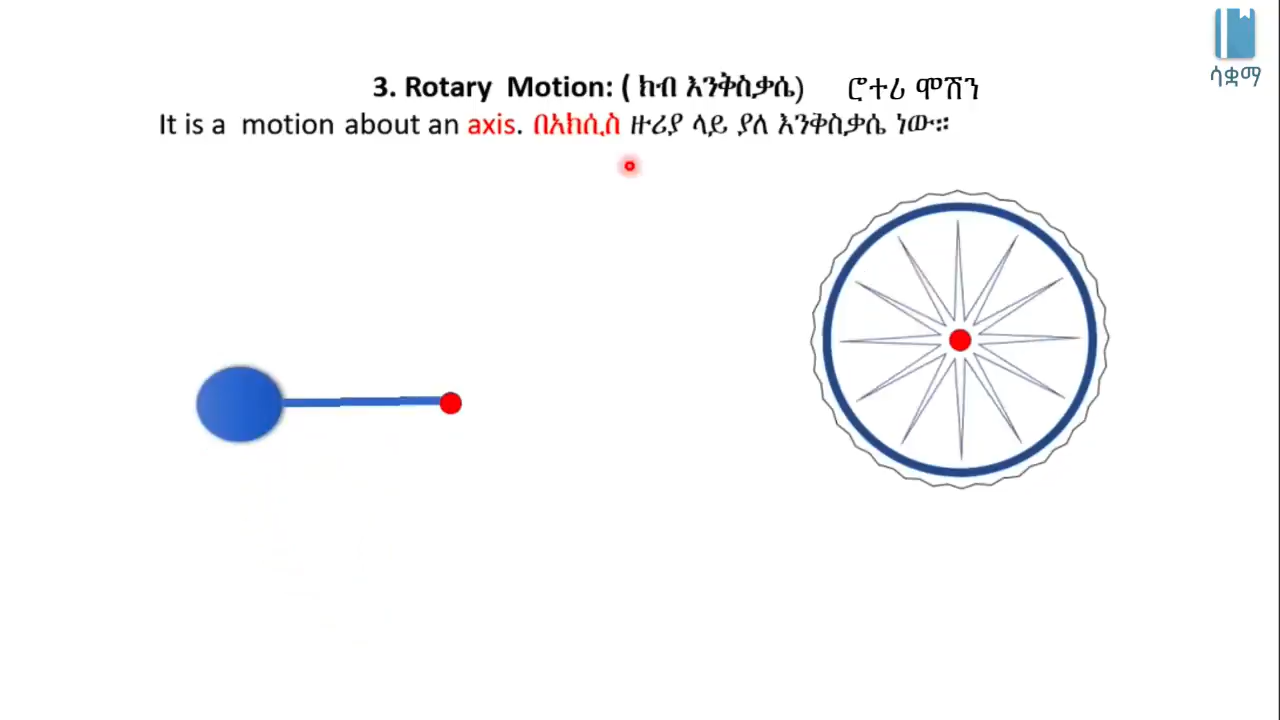 ሳቋማ
3. Rotary Motion: ( ክብ እንቅስቃሴ) ሮተሪ ሞሽን
It is a motion about an axis. በአክሲስ ዙሪያ ላይ ያለ እንቅስቃሴ ነው።